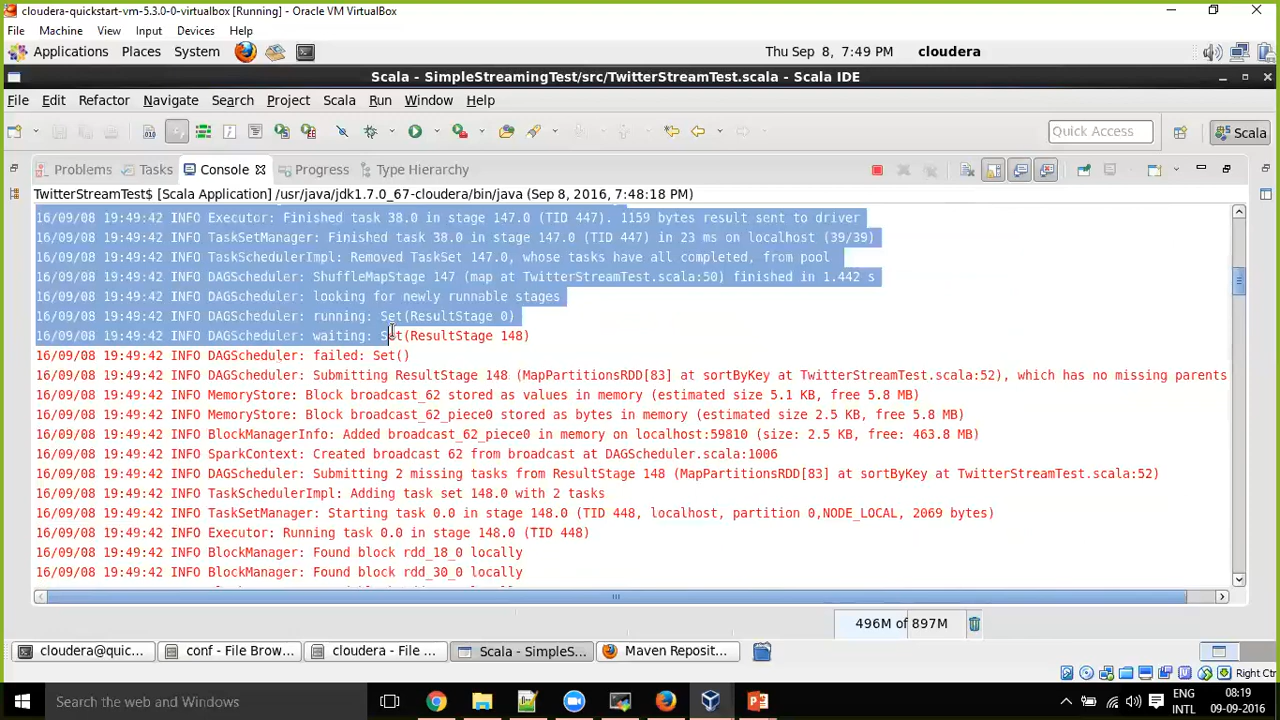 cloudera-quickstart-vm-5.3.0-0-virtualbox [Running] - Oracle VM VirtualBox
File Machine View Input Devices Help
Applications Places System Thu Sep 8, 7:49 PM cloudera
Scala - SimpleStreamingTest/src/TwitterStreamTest.scala - Scala IDE
File Edit Refactor Navigate Search Project Scala Run Window Help
Quick Access Scala
Problems Tasks Console Progress Type Hierarchy
TwitterStreamTest$ [Scala Application] /usr/java/jdk1.7.0_67-cloudera/bin/java (Sep 8, 2016, 7:48:18 PM)
16/09/08 19:49:42 INFO Executor: Finished task 38.0 in stage 147.0 (TID 447). 1159 bytes result sent to driver
16/09/08 19:49:42 INFO TaskSetManager: Finished task 38.0 in stage 147.0 (TID 447) in 23 ms on localhost (39/39)
16/09/08 19:49:42 INFO TaskSchedulerImpl: Removed TaskSet 147.0, whose tasks have all completed, from pool
16/09/08 19:49:42 INFO DAGScheduler: ShuffleMapStage 147 (map at TwitterStreamTest.scala:50) finished in 1.442 s
16/09/08 19:49:42 INFO DAGScheduler: looking for newly runnable stages
16/09/08 19:49:42 INFO DAGScheduler: running: Set(ResultStage 0)
16/09/08 19:49:42 INFO DAGScheduler: waiting: Set(ResultStage 148)
16/09/08 19:49:42 INFO DAGScheduler: failed: Set()
16/09/08 19:49:42 INFO DAGScheduler: Submitting ResultStage 148 (MapPartitionsRDD[83] at sortByKey at TwitterStreamTest.scala:52), which has no missing parents
16/09/08 19:49:42 INFO MemoryStore: Block broadcast_62 stored as values in memory (estimated size 5.1 KB, free 5.8 MB)
16/09/08 19:49:42 INFO MemoryStore: Block broadcast_62_piece0 stored as bytes in memory (estimated size 2.5 KB, free 5.8 MB)
16/09/08 19:49:42 INFO BlockManagerInfo: Added broadcast_62_piece0 in memory on localhost:59810 (size: 2.5 KB, free: 463.8 MB)
16/09/08 19:49:42 INFO SparkContext: Created broadcast 62 from broadcast at DAGScheduler.scala:1006
16/09/08 19:49:42 INFO DAGScheduler: Submitting 2 missing tasks from ResultStage 148 (MapPartitionsRDD[83] at sortByKey at TwitterStreamTest.scala:52)
16/09/08 19:49:42 INFO TaskSchedulerImpl: Adding task set 148.0 with 2 tasks
16/09/08 19:49:42 INFO TaskSetManager: Starting task 0.0 in stage 148.0 (TID 448, localhost, partition 0,NODE_LOCAL, 2069 bytes)
16/09/08 19:49:42 INFO Executor: Running task 0.0 in stage 148.0 (TID 448)
16/09/08 19:49:42 INFO BlockManager: Found block rdd_18_0 locally
16/09/08 19:49:42 INFO BlockManager: Found block rdd_30_0 locally
496M of 897M
cloudera@quic... conf - File Brow... cloudera - File ... Scala - SimpleS... Maven Reposit...
Right Ctrl
Search the web and Windows
ENG 08:19
INTL 09-09-2016